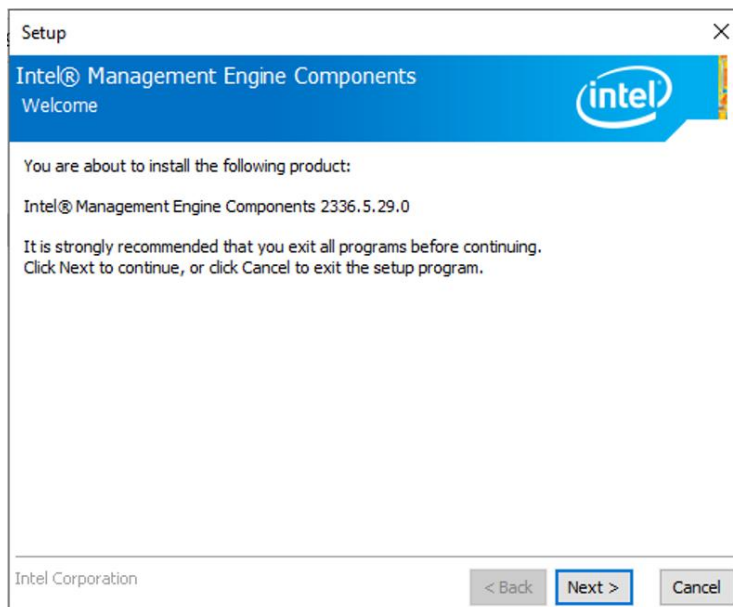 Setup
Intel® Management Engine Components
Welcome
intel
You are about to install the following product:
Intel® Management Engine Components 2336.5.29.0
It is strongly recommended that you exit all programs before continuing.
Click Next to continue, or click Cancel to exit the setup program.
Intel Corporation
< Back Next > Cancel